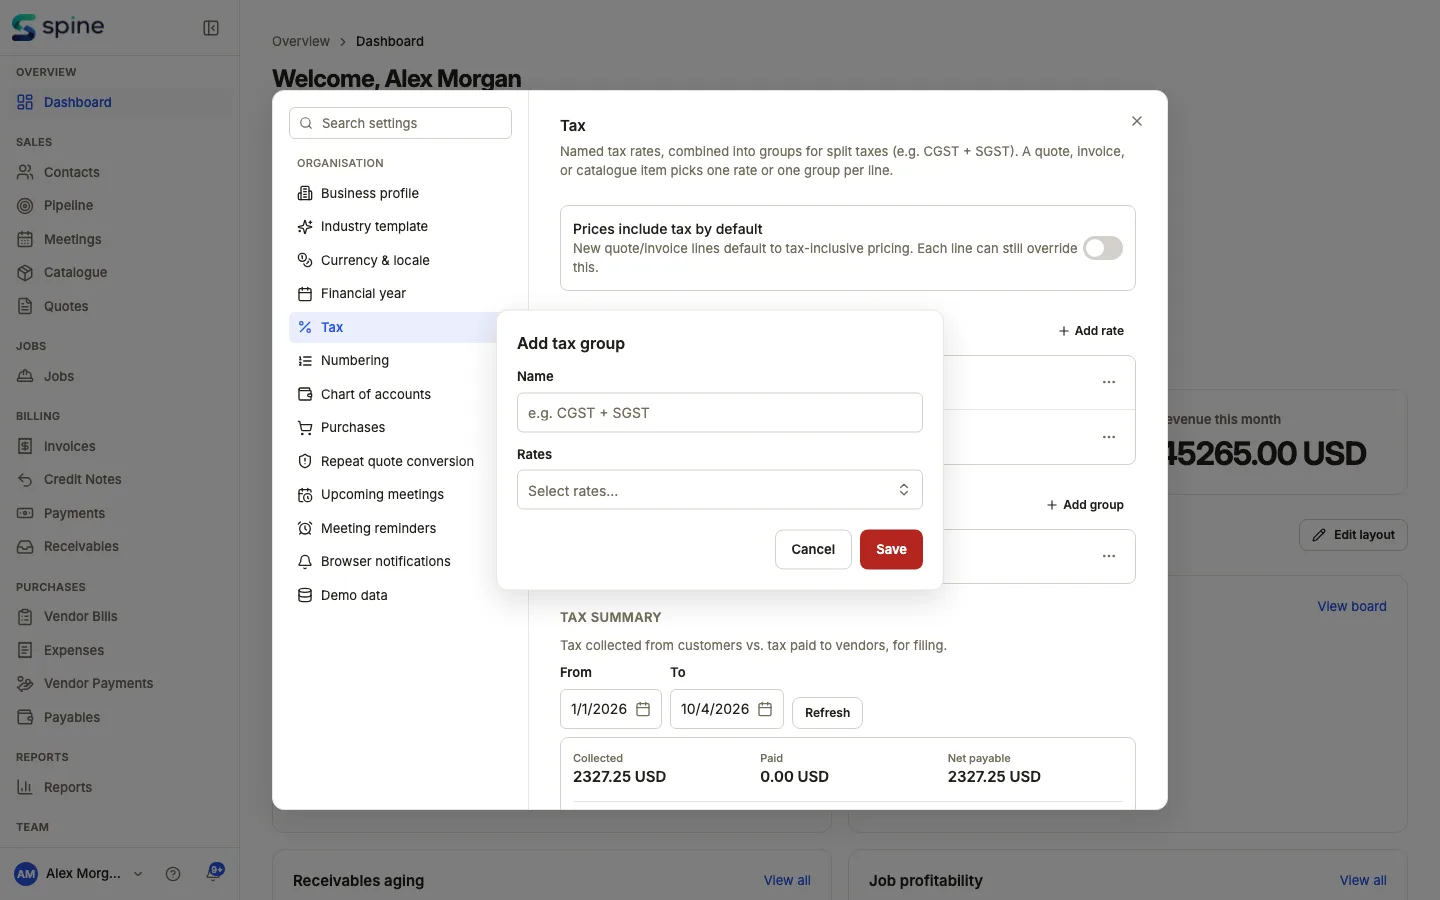 spine
OVERVIEW
Dashboard
SALES
Contacts
Pipeline
Meetings
Catalogue
Quotes
JOBS
Jobs
BILLING
Invoices
Credit Notes
Payments
Receivables
PURCHASES
Vendor Bills
Expenses
Vendor Payments
Payables
REPORTS
Reports
TEAM
AM Alex Morg... 9+
Overview > Dashboard
Welcome, Alex Morgan
Search settings
ORGANISATION
Business profile
Industry template
Currency & locale
Financial year
Tax
Numbering
Chart of accounts
Purchases
Repeat quote conversion
Upcoming meetings
Meeting reminders
Browser notifications
Demo data
Tax
Named tax rates, combined into groups for split taxes (e.g. CGST + SGST). A quote, invoice,
or catalogue item picks one rate or one group per line.
Prices include tax by default
New quote/invoice lines default to tax-inclusive pricing. Each line can still override
this.
+ Add rate
+ Add group
Add tax group
Name
e.g. CGST + SGST
Rates
Select rates...
Cancel
Save
TAX SUMMARY
Tax collected from customers vs. tax paid to vendors, for filing.
From To
1/1/2026 10/4/2026 Refresh
Collected Paid Net payable
2327.25 USD 0.00 USD 2327.25 USD
evenue this month
45265.00 USD
Edit layout
View board
Receivables aging View all
Job profitability View all